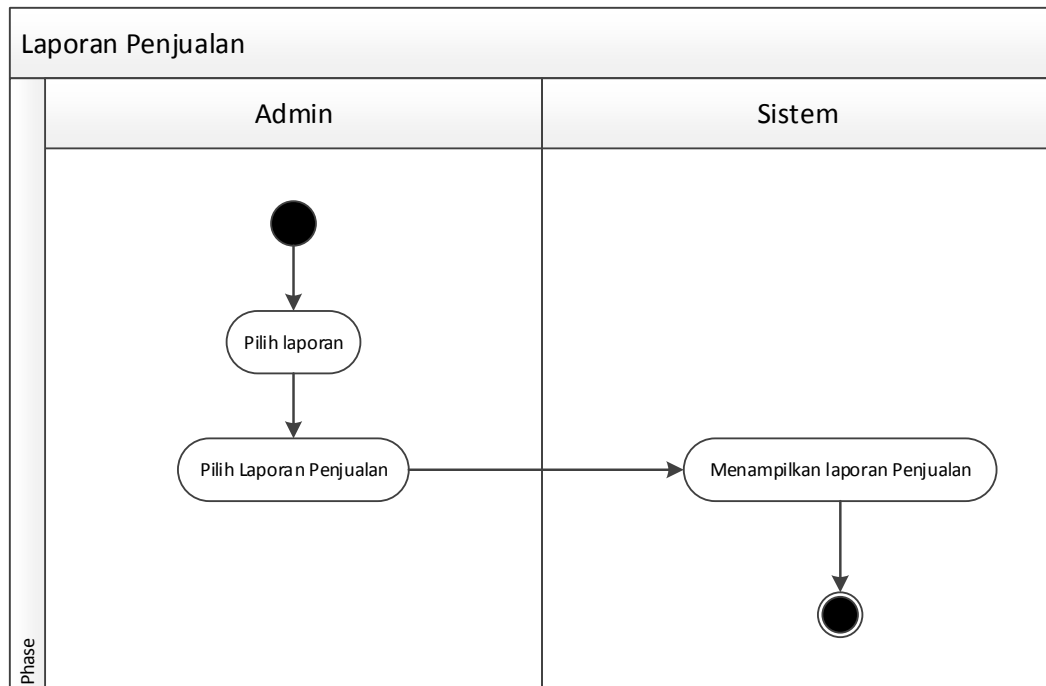 Laporan Penjualan
Admin
Sistem
Pilih laporan
Pilih Laporan Penjualan
Menampilkan laporan Penjualan
Phase